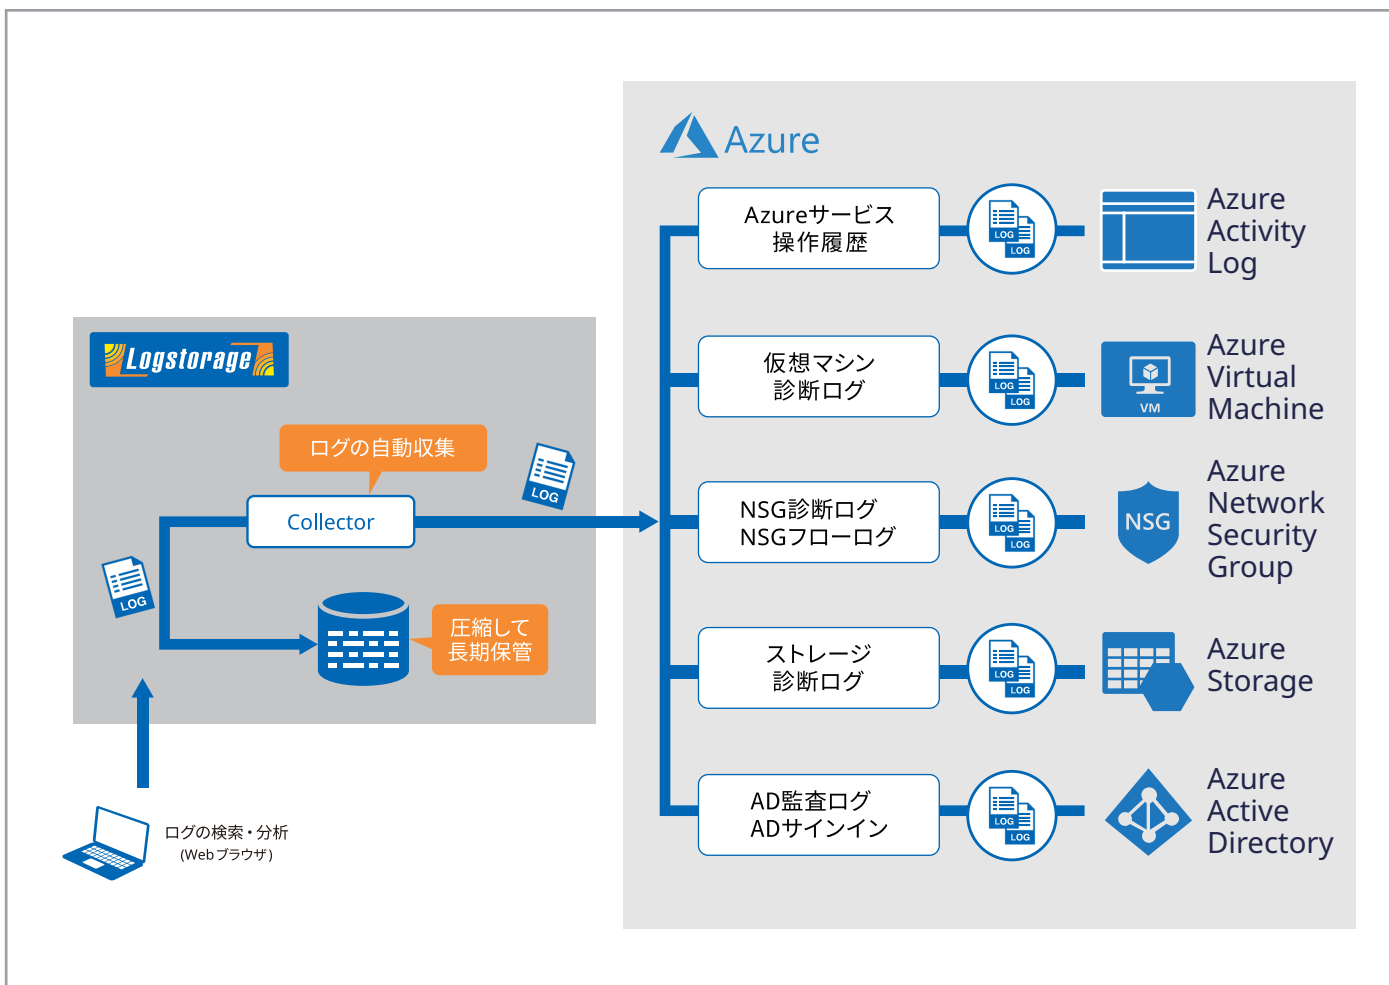 Azure
Azureサービス
操作履歴
LOG
LOG
Azure
Activity
Log
仮想マシン
診断ログ
LOG
LOG
VM
Azure
Virtual
Machine
NSG診断ログ
NSGフローログ
LOG
LOG
NSG
Azure
Network
Security
Group
ストレージ
診断ログ
LOG
LOG
Azure
Storage
AD監査ログ
ADサインイン
LOG
LOG
Azure
Active
Directory
Logstorage
ログの自動収集
LOG
Collector
LOG
圧縮して
長期保管
ログの検索・分析
(Webブラウザ)